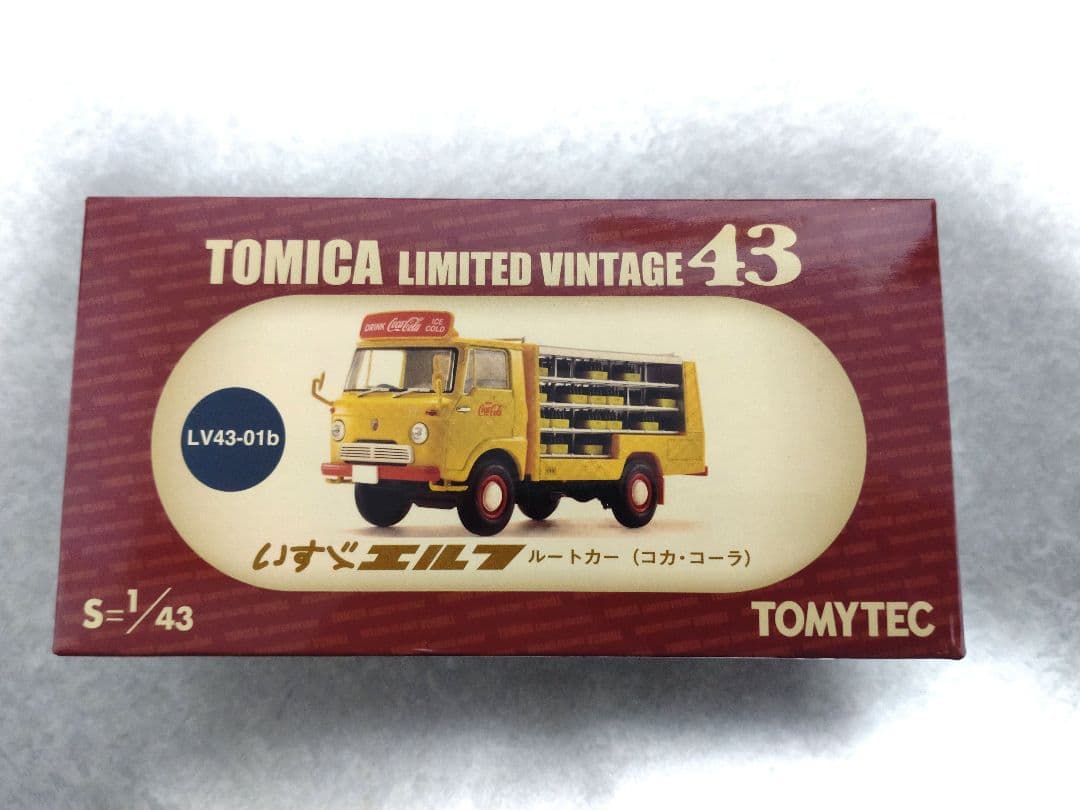 TOMICA LIMITED VINTAGE 43
DRINK Coca-Cola ICE COLD
Coca-Cola
LV43-01b
いすゞエルフ ルートカー (コカ・コーラ)
S=1/43
TOMYTEC